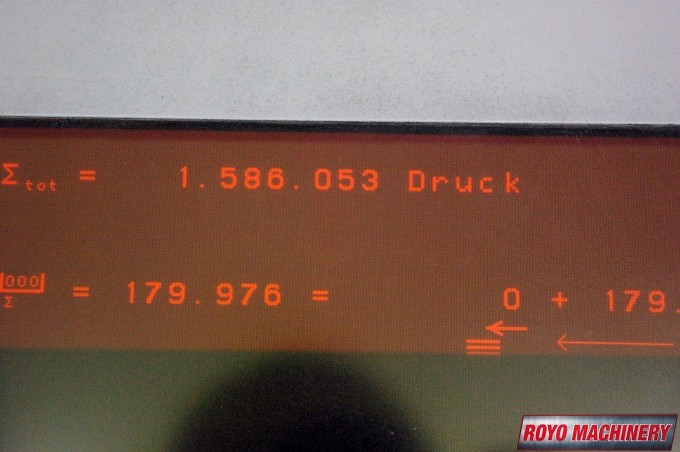 Σtot = 1.586.053 Druck
000
Σ = 179.976 = 0 + 179.
ROYO MACHINERY